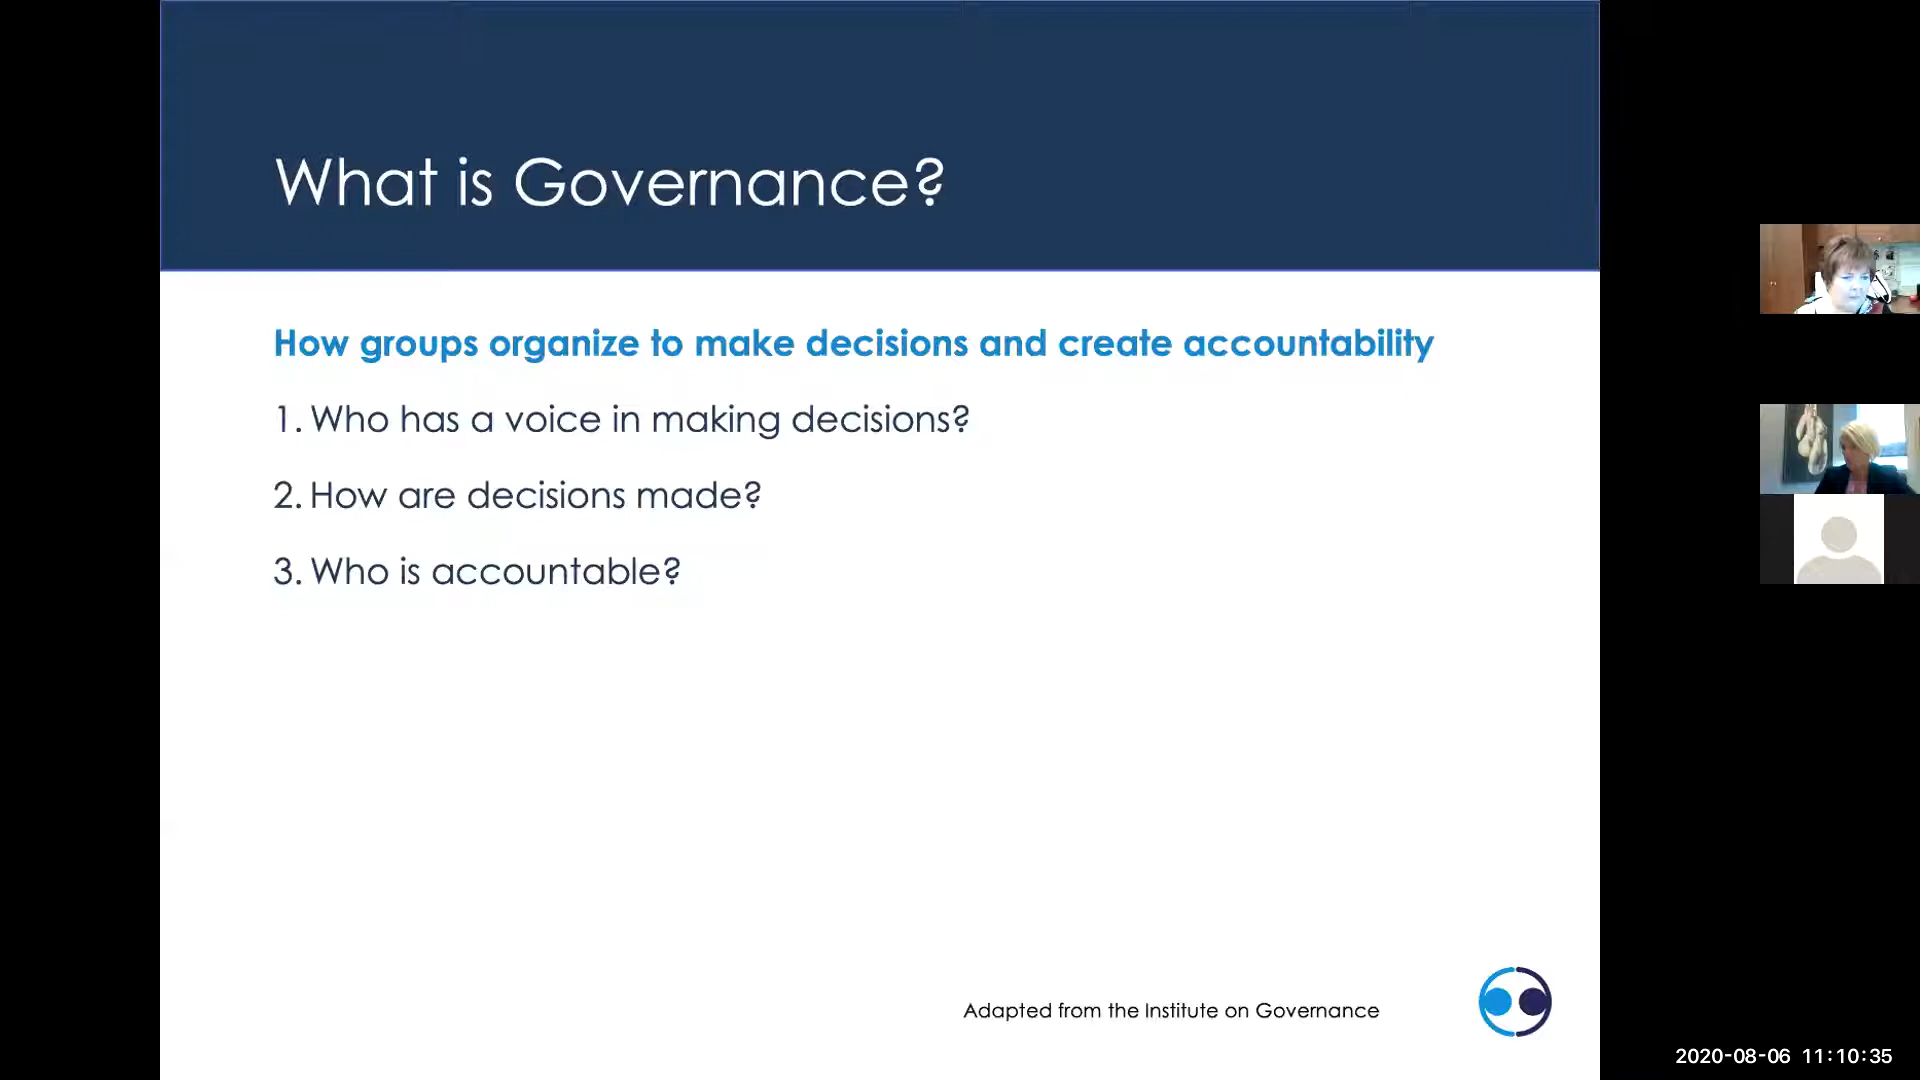 What is Governance?
How groups organize to make decisions and create accountability
1. Who has a voice in making decisions?
2. How are decisions made?
3. Who is accountable?
Adapted from the Institute on Governance
2020-08-06 11:10:35